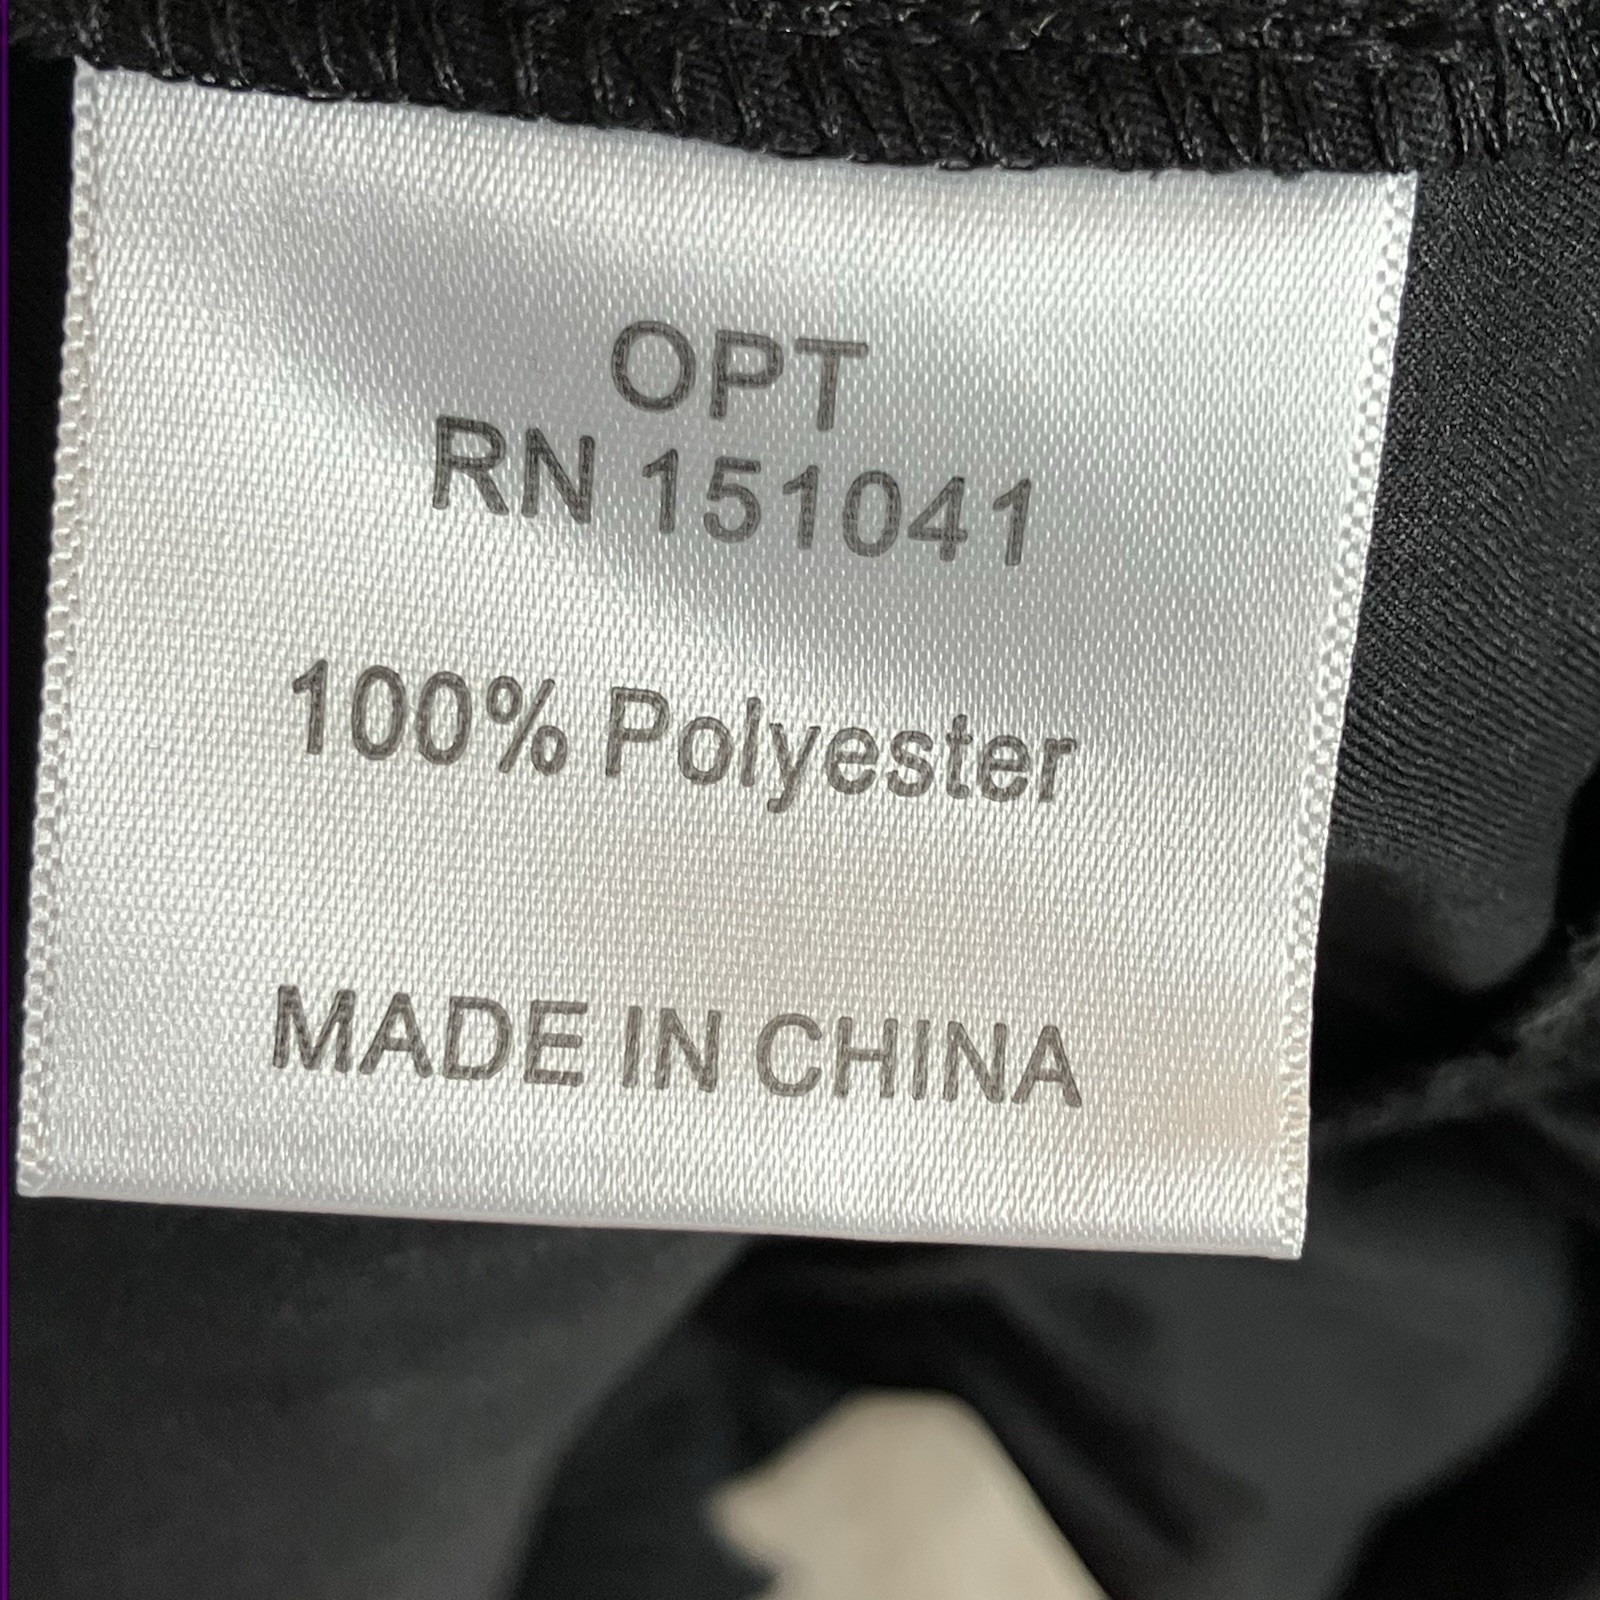 OPT
RN 151041
100% Polyester
MADE IN CHINA